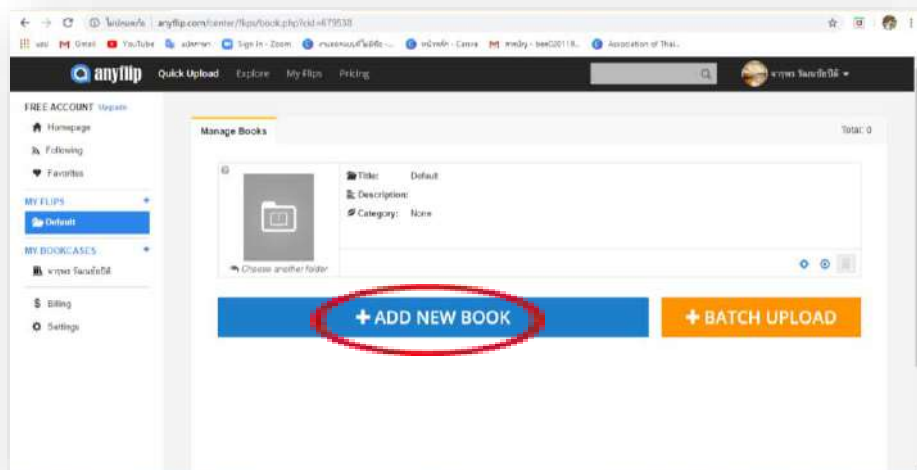 anyflip.com/center/flips/book.php?cid=679538
Gmail YouTube Sign In - Zoom Association of Thai...
anyflip Quick Upload Explore My Flips Pricing
FREE ACCOUNT Upgrade
Homepage
Following
Favorites
MY FLIPS +
Default
MY BOOKCASES +
Billing
Settings
Manage Books Total: 0
Title: Default
Description:
Category: None
Choose another folder
+ ADD NEW BOOK + BATCH UPLOAD